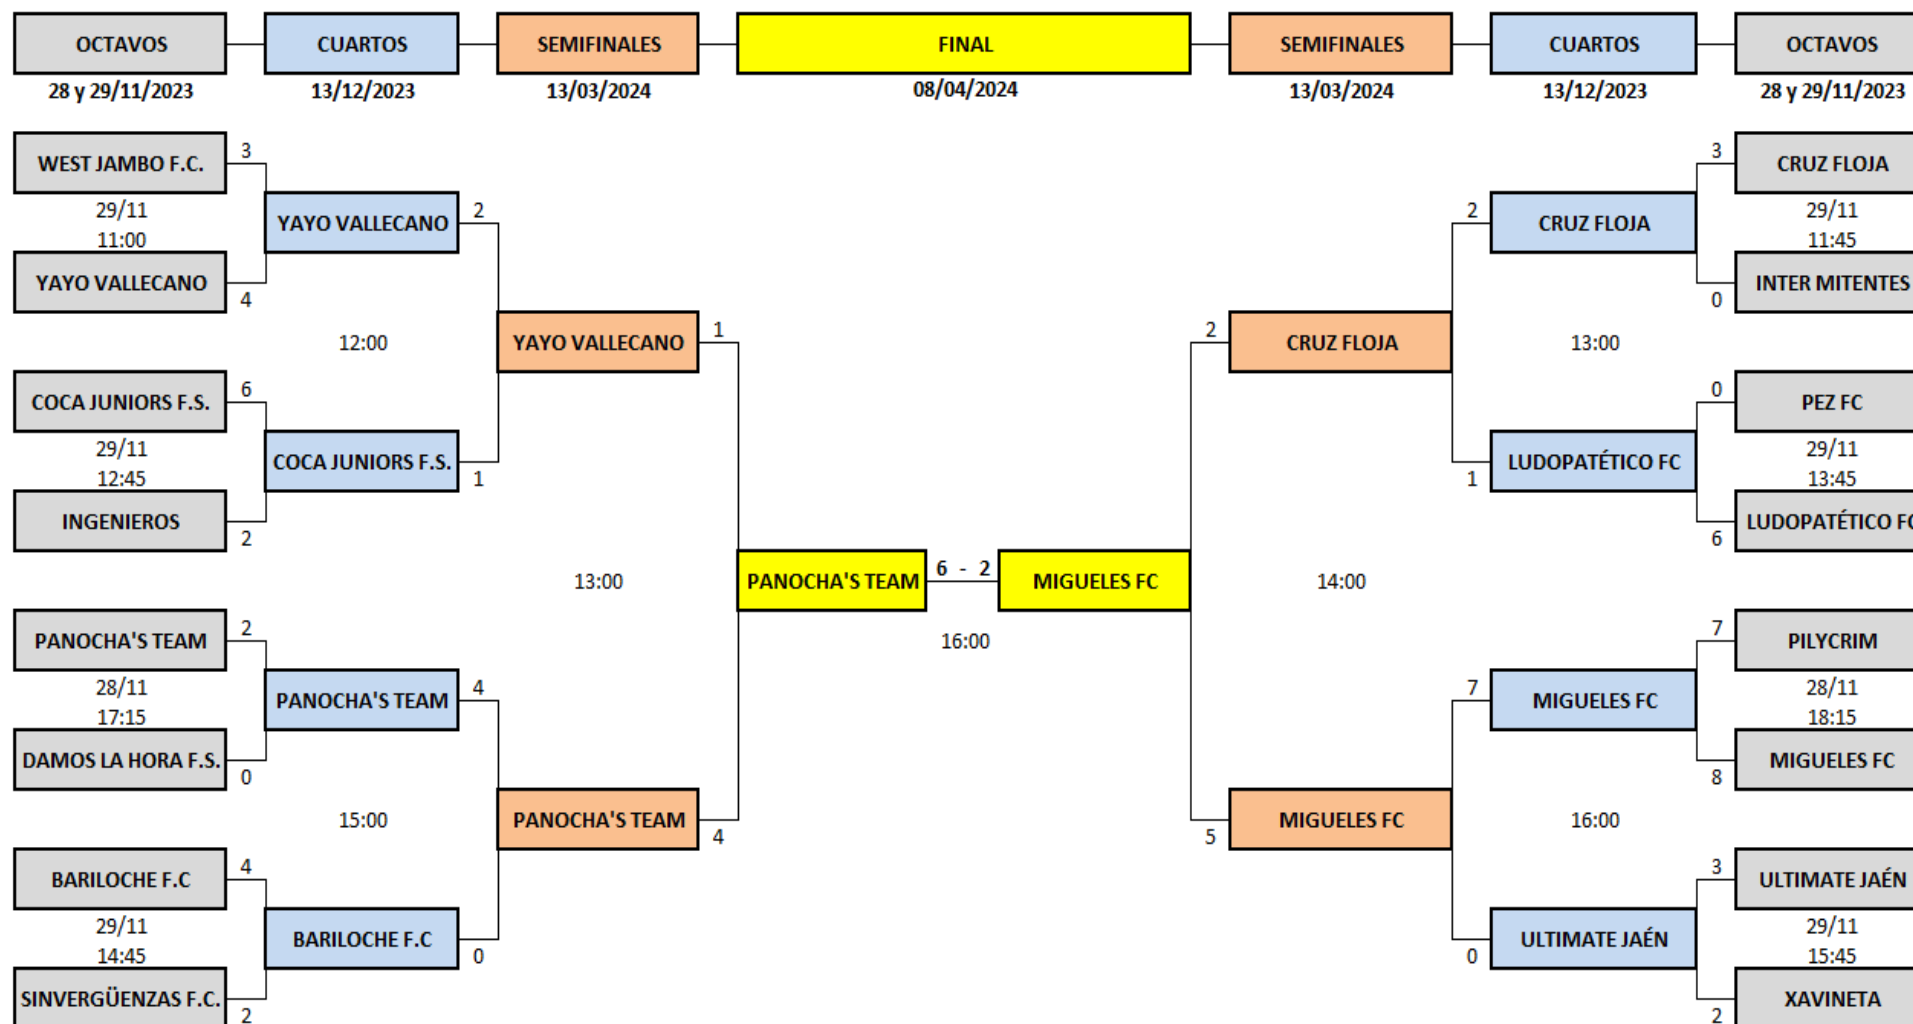 OCTAVOS CUARTOS SEMIFINALES FINAL SEMIFINALES CUARTOS OCTAVOS
28 y 29/11/2023 13/12/2023 13/03/2024 08/04/2024 13/03/2024 13/12/2023 28 y 29/11/2023
3 3
WEST JAMBO F.C. CRUZ FLOJA
29/11 2 2 29/11
YAYO VALLECANO CRUZ FLOJA
11:00 11:45
YAYO VALLECANO INTER MITENTES
4 0
1 2
12:00 YAYO VALLECANO CRUZ FLOJA 13:00
6 0
COCA JUNIORS F.S. PEZ FC
29/11 29/11
COCA JUNIORS F.S. LUDOPATÉTICO FC
12:45 1 1 13:45
INGENIEROS LUDOPATÉTICO FC
2 6
6 - 2
13:00 PANOCHA'S TEAM MIGUELES FC 14:00
2 16:00 7
PANOCHA'S TEAM PILYCRIM
28/11 4 7 28/11
PANOCHA'S TEAM MIGUELES FC
17:15 18:15
DAMOS LA HORA F.S. MIGUELES FC
0 8
15:00 PANOCHA'S TEAM MIGUELES FC 16:00
4 5
4 3
BARILOCHE F.C ULTIMATE JAÉN
29/11 29/11
BARILOCHE F.C ULTIMATE JAÉN
14:45 0 0 15:45
SINVERGÜENZAS F.C. XAVINETA
2 2